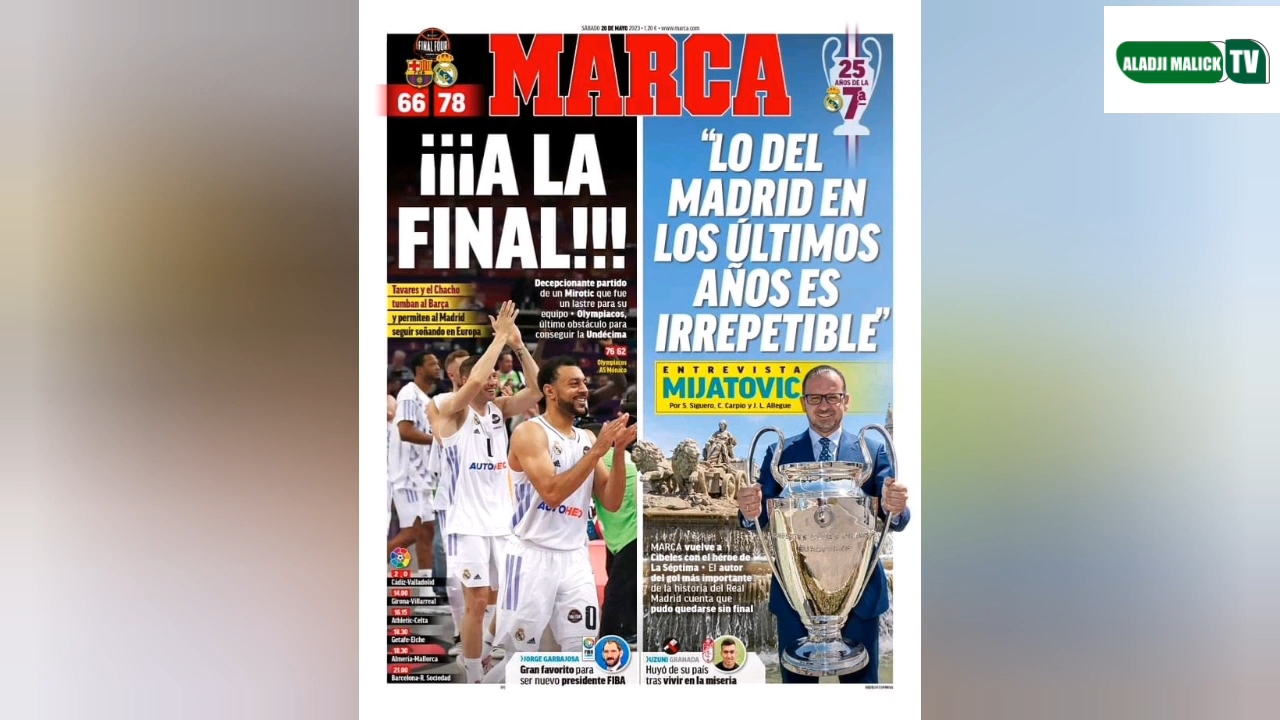 SÁBADO 20 DE MAYO 2023 • 1,20 € • www.marca.com
FINAL FOUR
66 78
MARCA
25
AÑOS DE LA
7ª
ALADJI MALICK TV
¡¡¡A LA
FINAL!!!
Tavares y el Chacho
tumban al Barça
y permiten al Madrid
seguir soñando en Europa
Decepcionante partido
de un Mirotic que fue
un lastre para su
equipo • Olympiacos,
último obstáculo para
conseguir la Undécima
76 62
Olympiacos
AS Mónaco
AUTOHERO
2 0
Cádiz-Valladolid
14.00
Girona-Villarreal
16.15
Athletic-Celta
18.30
Getafe-Elche
18.30
Almería-Mallorca
21.00
Barcelona-R. Sociedad
JORGE GARBAJOSA
Gran favorito para
ser nuevo presidente FIBA
“LO DEL
MADRID EN
LOS ÚLTIMOS
AÑOS ES
IRREPETIBLE”
ENTREVISTA
MIJATOVIC
Por S. Siguero, C. Carpio y J. L. Allegue
MARCA vuelve a
Cibeles con el héroe de
La Séptima • El autor
del gol más importante
de la historia del Real
Madrid cuenta que
pudo quedarse sin final
UZUNI GRANADA
Huyó de su país
tras vivir en la miseria